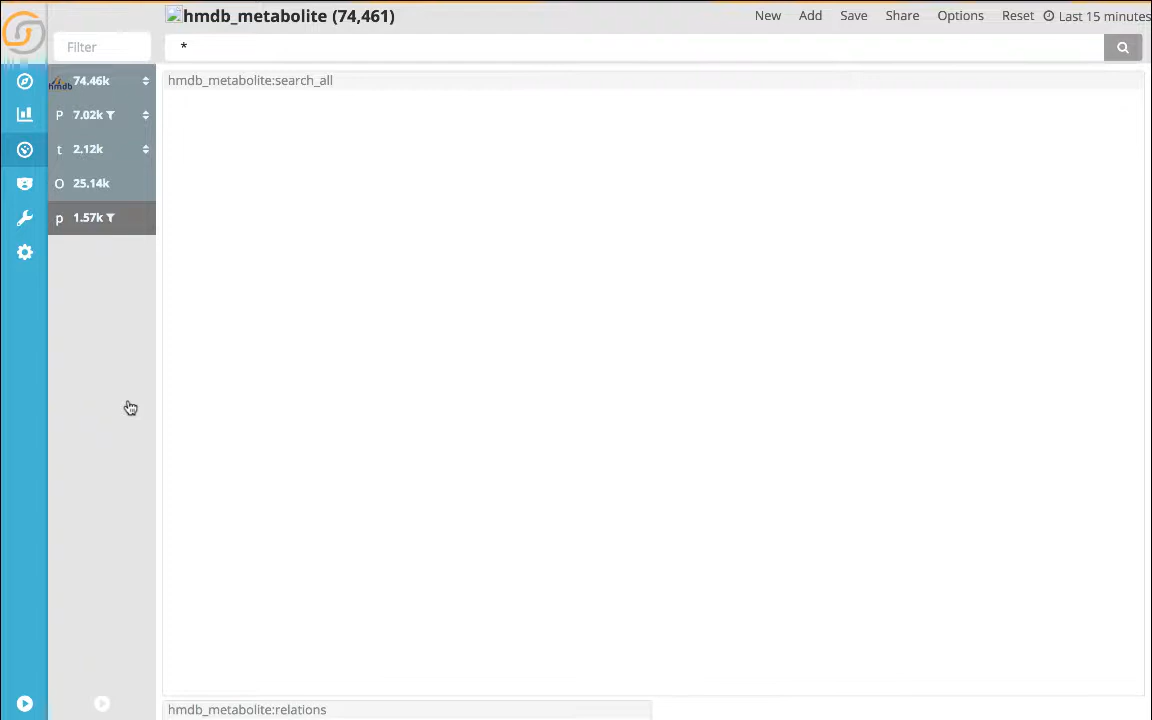 hmdb_metabolite (74,461)
New Add Save Share Options Reset Last 15 minutes
Filter
*
hmdb 74.46k
P 7.02k
t 2.12k
O 25.14k
p 1.57k
hmdb_metabolite:search_all
hmdb_metabolite:relations